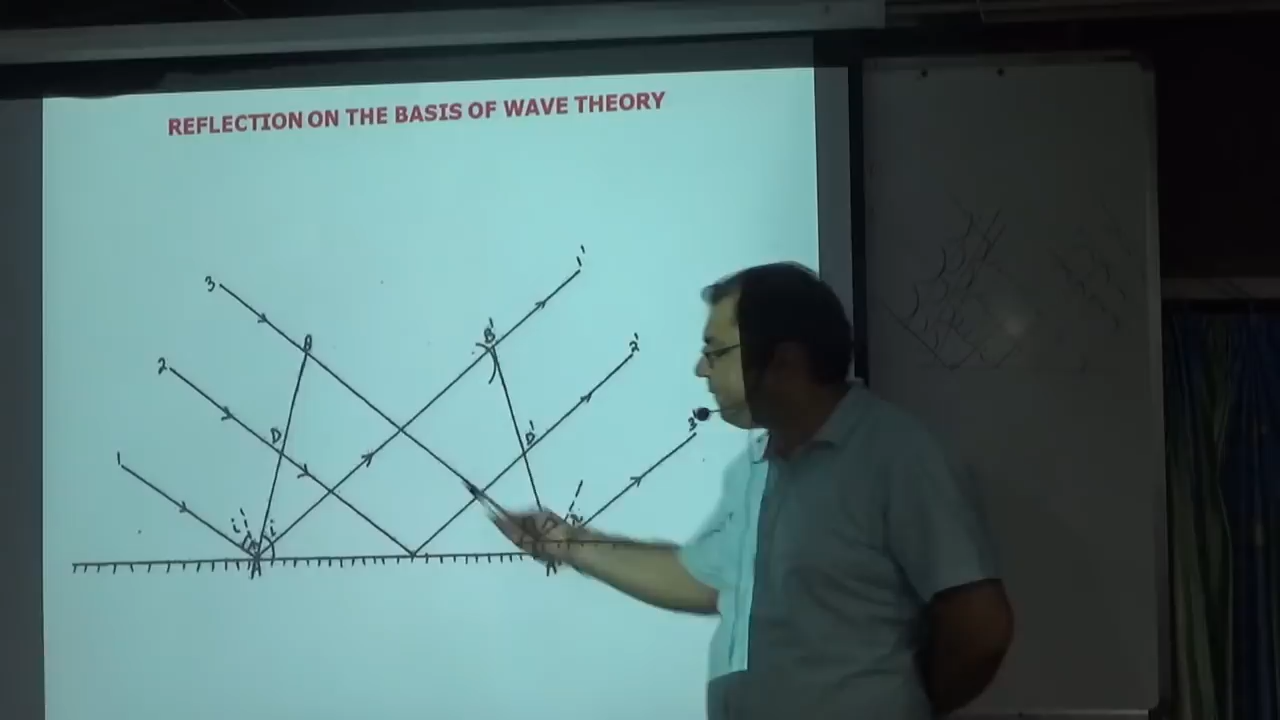 REFLECTION ON THE BASIS OF WAVE THEORY
1'
3
B'
2'
2
3'
D
D'
1
i
i